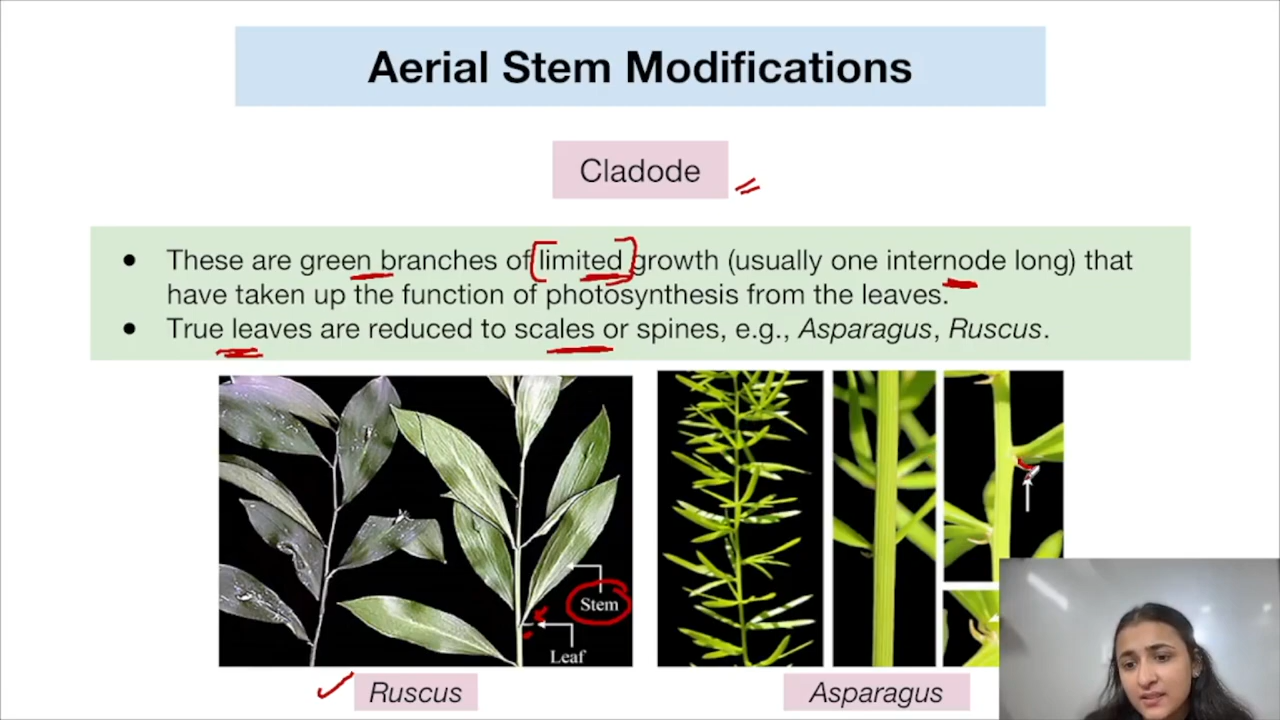 Aerial Stem Modifications
Cladode
● These are green branches of limited growth (usually one internode long) that
have taken up the function of photosynthesis from the leaves.
● True leaves are reduced to scales or spines, e.g., Asparagus, Ruscus.
Stem
Leaf
Ruscus
Asparagus